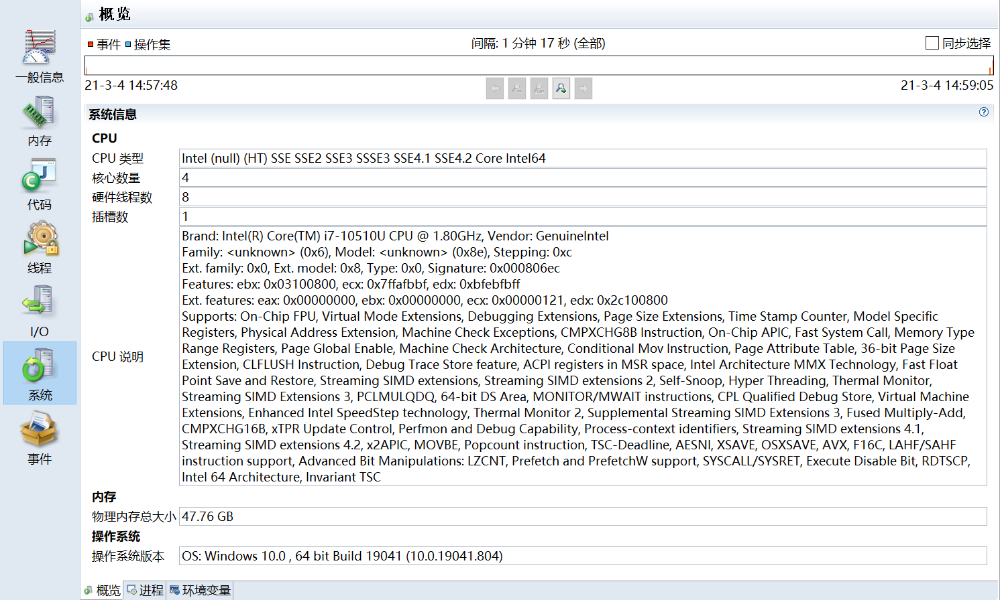 概览
事件 操作集
间隔: 1 分钟 17 秒 (全部)
同步选择
21-3-4 14:57:48
21-3-4 14:59:05
一般信息
内存
代码
线程
I/O
系统
事件
系统信息
CPU
CPU 类型 Intel (null) (HT) SSE SSE2 SSE3 SSSE3 SSE4.1 SSE4.2 Core Intel64
核心数量 4
硬件线程数 8
插槽数 1
CPU 说明
Brand: Intel(R) Core(TM) i7-10510U CPU @ 1.80GHz, Vendor: GenuineIntel
Family: <unknown> (0x6), Model: <unknown> (0x8e), Stepping: 0xc
Ext. family: 0x0, Ext. model: 0x8, Type: 0x0, Signature: 0x000806ec
Features: ebx: 0x03100800, ecx: 0x7ffafbbf, edx: 0xbfebfbff
Ext. features: eax: 0x00000000, ebx: 0x00000000, ecx: 0x00000121, edx: 0x2c100800
Supports: On-Chip FPU, Virtual Mode Extensions, Debugging Extensions, Page Size Extensions, Time Stamp Counter, Model Specific
Registers, Physical Address Extension, Machine Check Exceptions, CMPXCHG8B Instruction, On-Chip APIC, Fast System Call, Memory Type
Range Registers, Page Global Enable, Machine Check Architecture, Conditional Mov Instruction, Page Attribute Table, 36-bit Page Size
Extension, CLFLUSH Instruction, Debug Trace Store feature, ACPI registers in MSR space, Intel Architecture MMX Technology, Fast Float
Point Save and Restore, Streaming SIMD extensions, Streaming SIMD extensions 2, Self-Snoop, Hyper Threading, Thermal Monitor,
Streaming SIMD Extensions 3, PCLMULQDQ, 64-bit DS Area, MONITOR/MWAIT instructions, CPL Qualified Debug Store, Virtual Machine
Extensions, Enhanced Intel SpeedStep technology, Thermal Monitor 2, Supplemental Streaming SIMD Extensions 3, Fused Multiply-Add,
CMPXCHG16B, xTPR Update Control, Perfmon and Debug Capability, Process-context identifiers, Streaming SIMD extensions 4.1,
Streaming SIMD extensions 4.2, x2APIC, MOVBE, Popcount instruction, TSC-Deadline, AESNI, XSAVE, OSXSAVE, AVX, F16C, LAHF/SAHF
instruction support, Advanced Bit Manipulations: LZCNT, Prefetch and PrefetchW support, SYSCALL/SYSRET, Execute Disable Bit, RDTSCP,
Intel 64 Architecture, Invariant TSC
内存
物理内存总大小 47.76 GB
操作系统
操作系统版本 OS: Windows 10.0 , 64 bit Build 19041 (10.0.19041.804)
概览 进程 环境变量